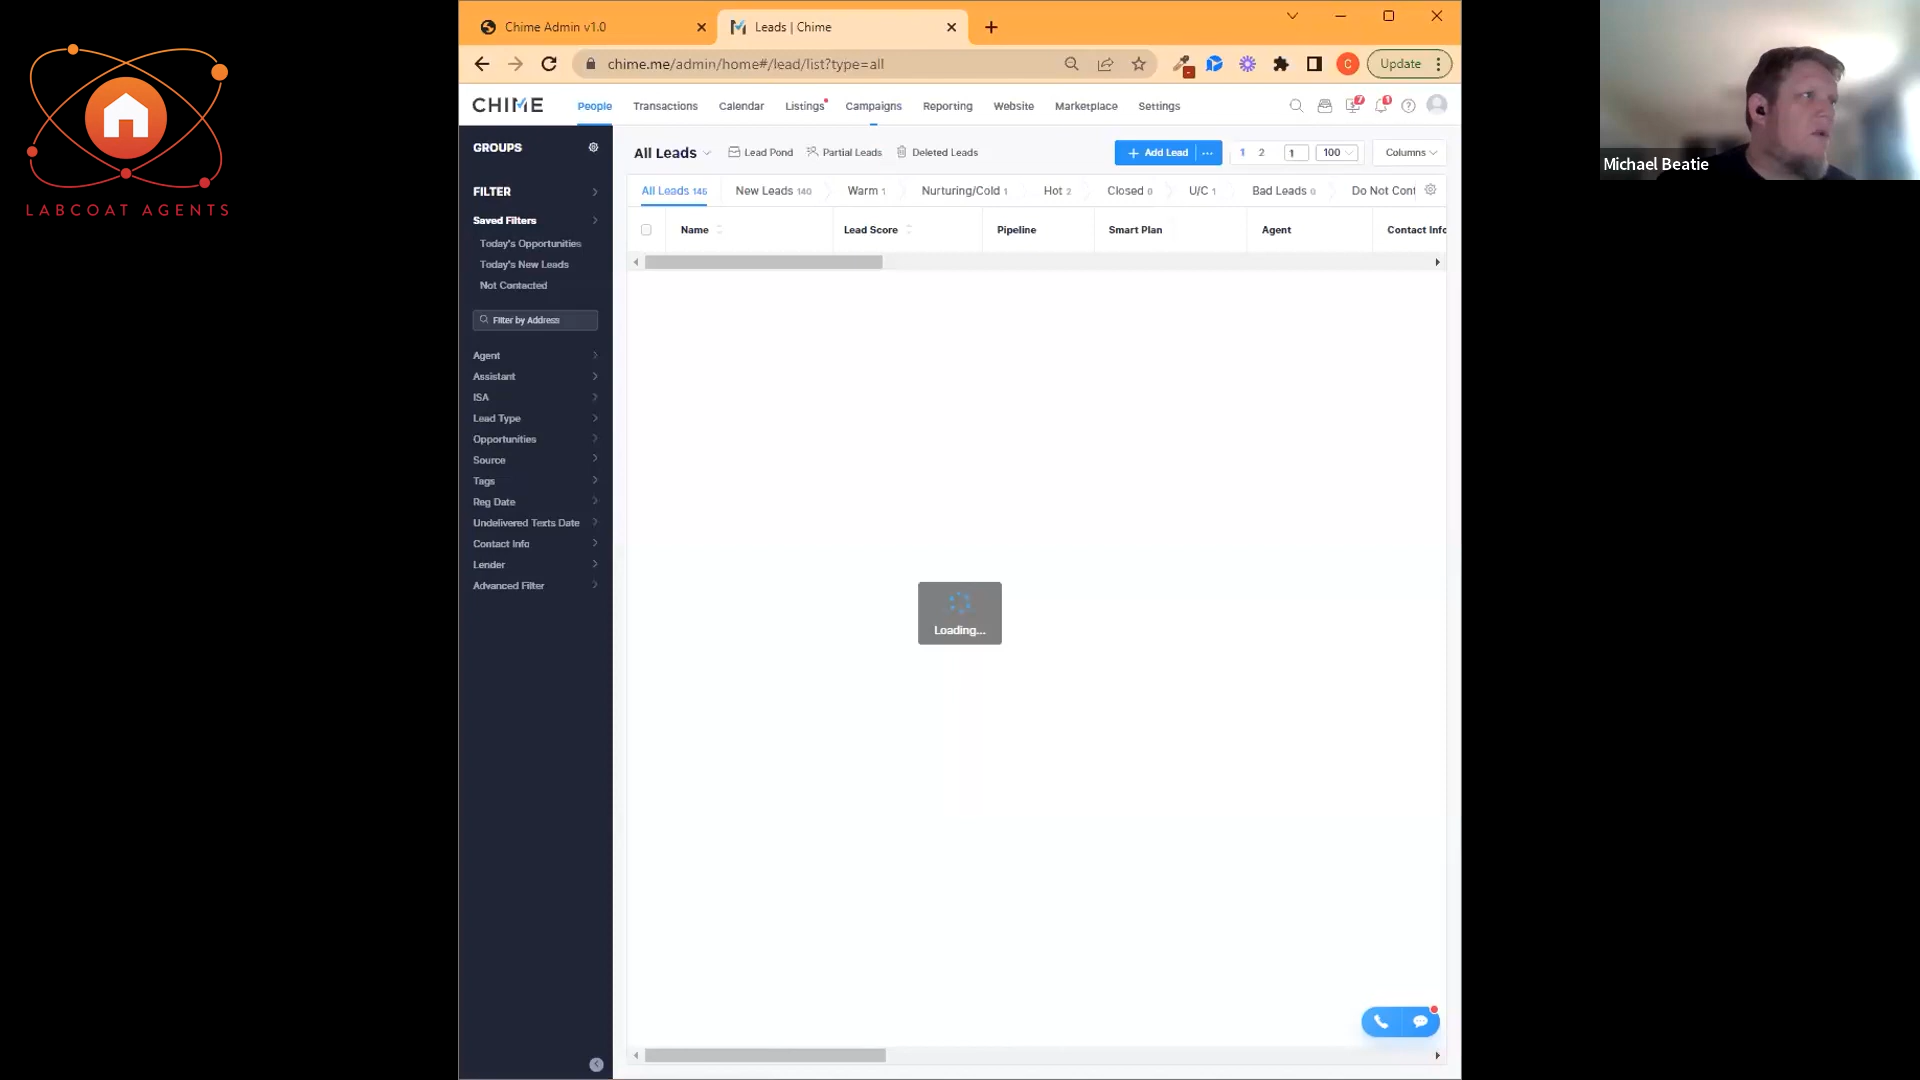 LABCOAT AGENTS
Chime Admin v1.0
Leads | Chime
chime.me/admin/home#/lead/list?type=all
C
Update
CHIME
People
Transactions
Calendar
Listings
Campaigns
Reporting
Website
Marketplace
Settings
7
1
GROUPS
FILTER
Saved Filters
Today's Opportunities
Today's New Leads
Not Contacted
Filter by Address
Agent
Assistant
ISA
Lead Type
Opportunities
Source
Tags
Reg Date
Undelivered Texts Date
Contact Info
Lender
Advanced Filter
All Leads
Lead Pond
Partial Leads
Deleted Leads
+ Add Lead ...
1 2 1 100
Columns
All Leads 145
New Leads 140
Warm 1
Nurturing/Cold 1
Hot 2
Closed 0
U/C 1
Bad Leads 0
Do Not Cont
Name
Lead Score
Pipeline
Smart Plan
Agent
Contact Info
Loading...
Michael Beatie